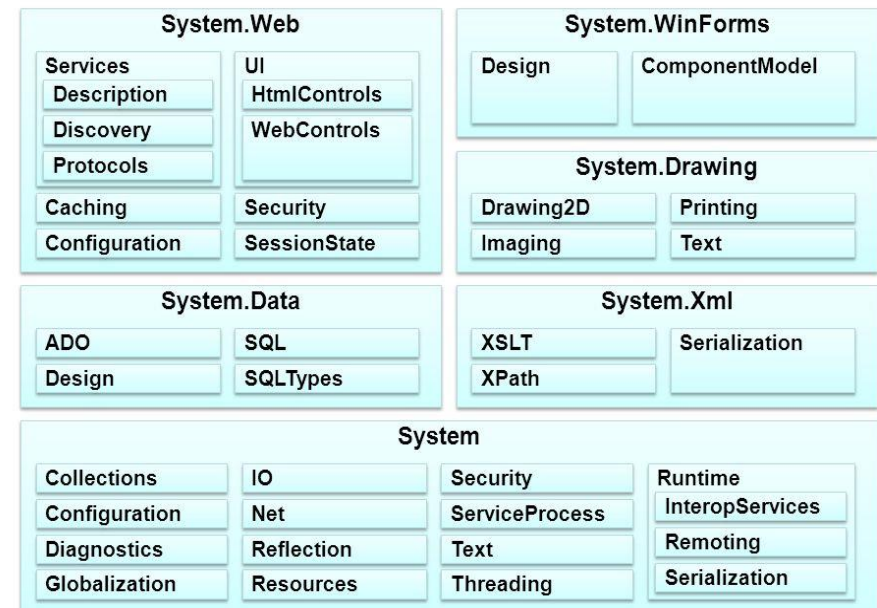 System.Web
Services
Description
Discovery
Protocols
UI
HtmlControls
WebControls
Caching
Security
Configuration
SessionState
System.WinForms
Design
ComponentModel
System.Drawing
Drawing2D
Printing
Imaging
Text
System.Data
ADO
SQL
Design
SQLTypes
System.Xml
XSLT
Serialization
XPath
System
Collections
Configuration
Diagnostics
Globalization
IO
Net
Reflection
Resources
Security
ServiceProcess
Text
Threading
Runtime
InteropServices
Remoting
Serialization